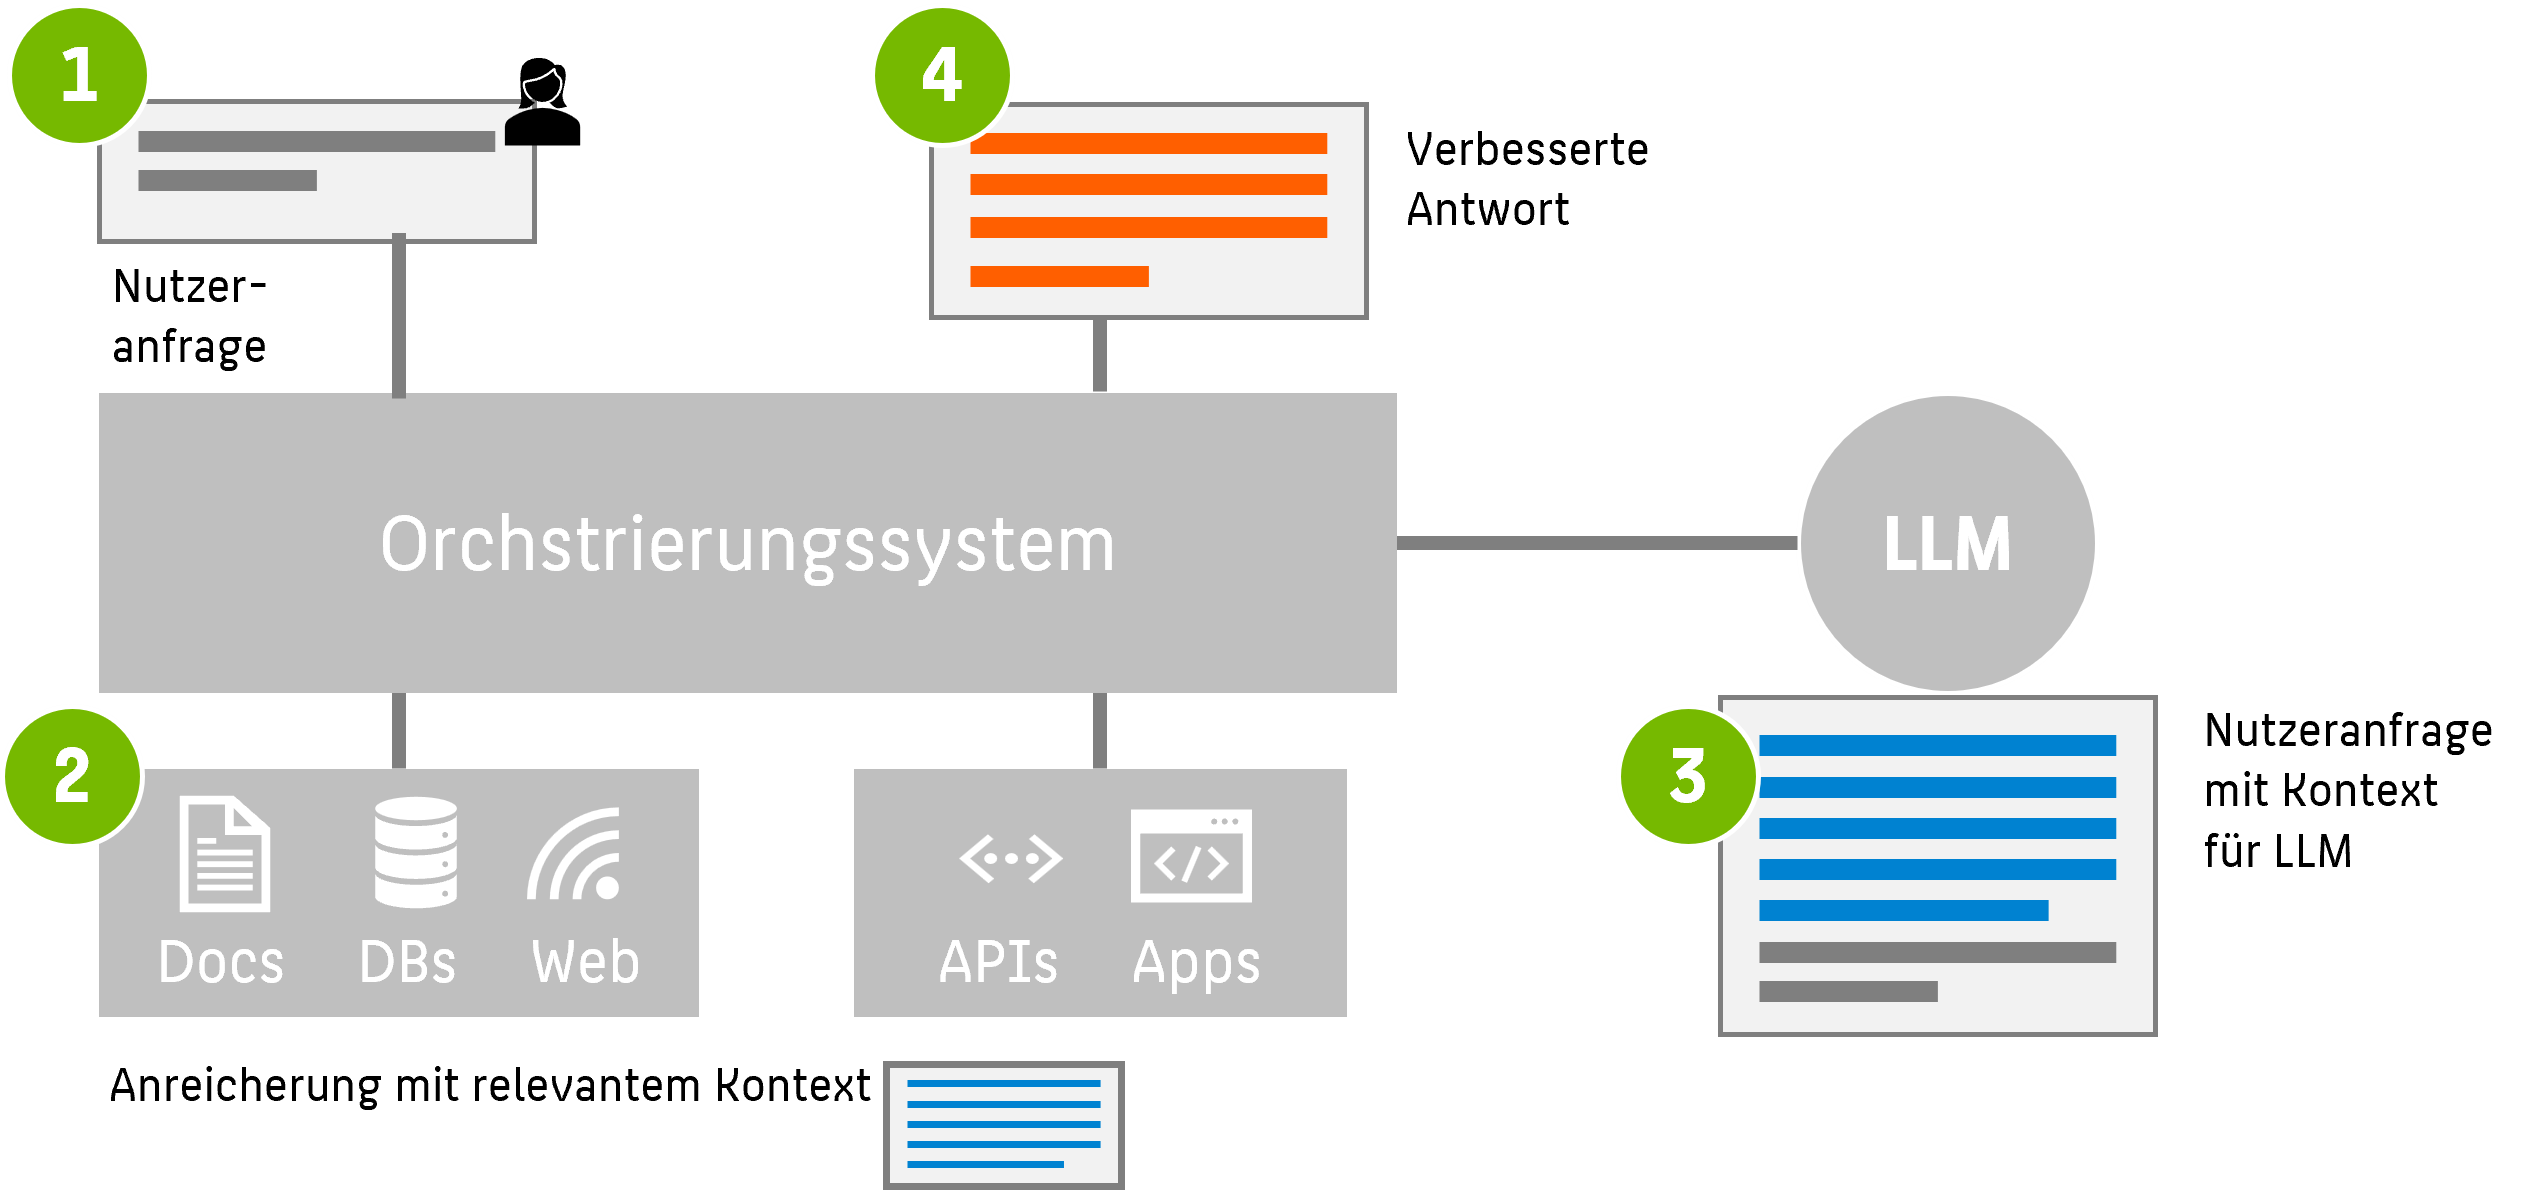 1
Nutzer-
anfrage
4
Verbesserte
Antwort
Orchstrierungssystem
LLM
2
Docs
DBs
Web
APIs
Apps
Anreicherung mit relevantem Kontext
3
Nutzeranfrage
mit Kontext
für LLM